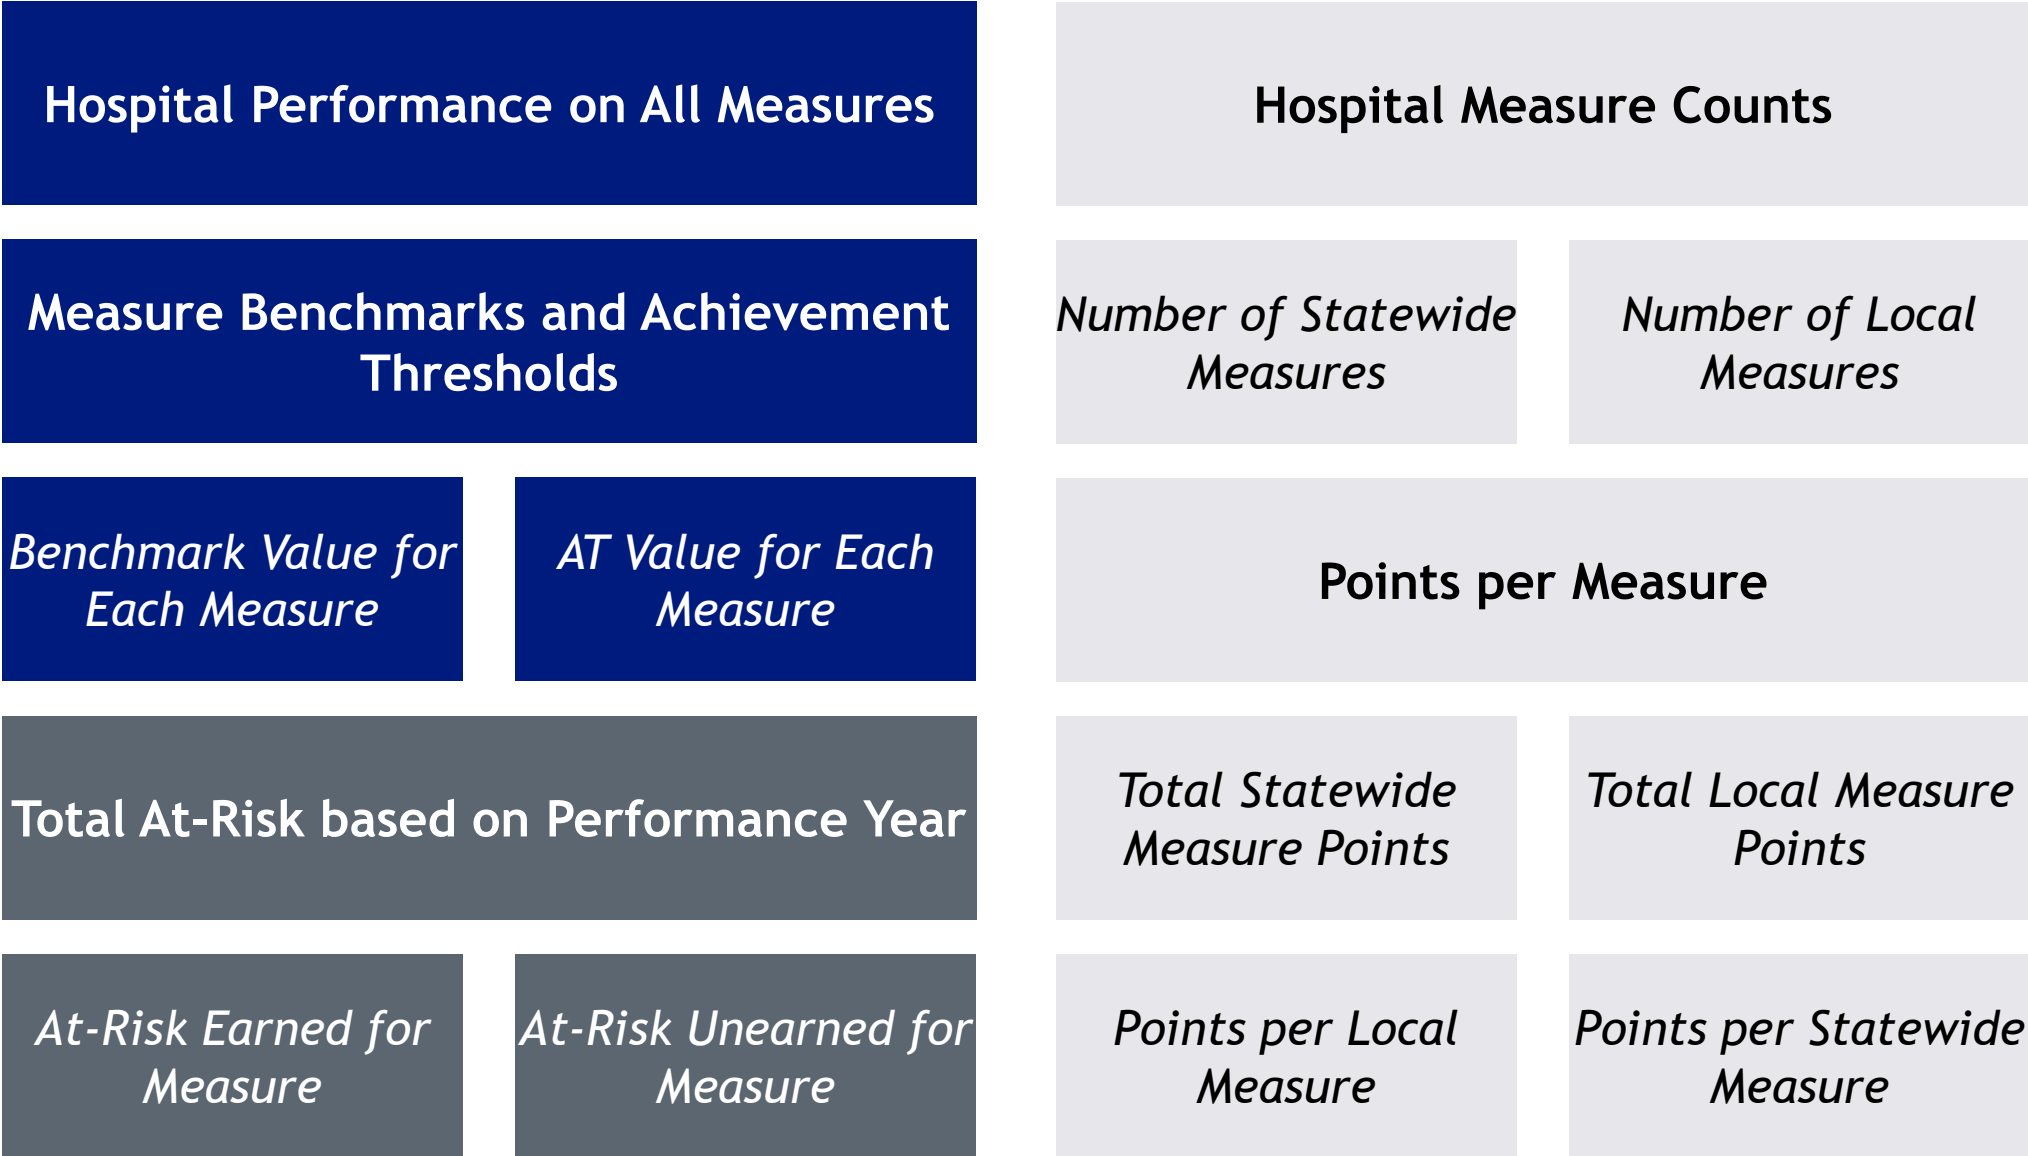 Hospital Performance on All Measures
Measure Benchmarks and Achievement
Thresholds
Benchmark Value for
Each Measure
AT Value for Each
Measure
Total At-Risk based on Performance Year
At-Risk Earned for
Measure
At-Risk Unearned for
Measure
Hospital Measure Counts
Number of Statewide
Measures
Number of Local
Measures
Points per Measure
Total Statewide
Measure Points
Total Local Measure
Points
Points per Local
Measure
Points per Statewide
Measure